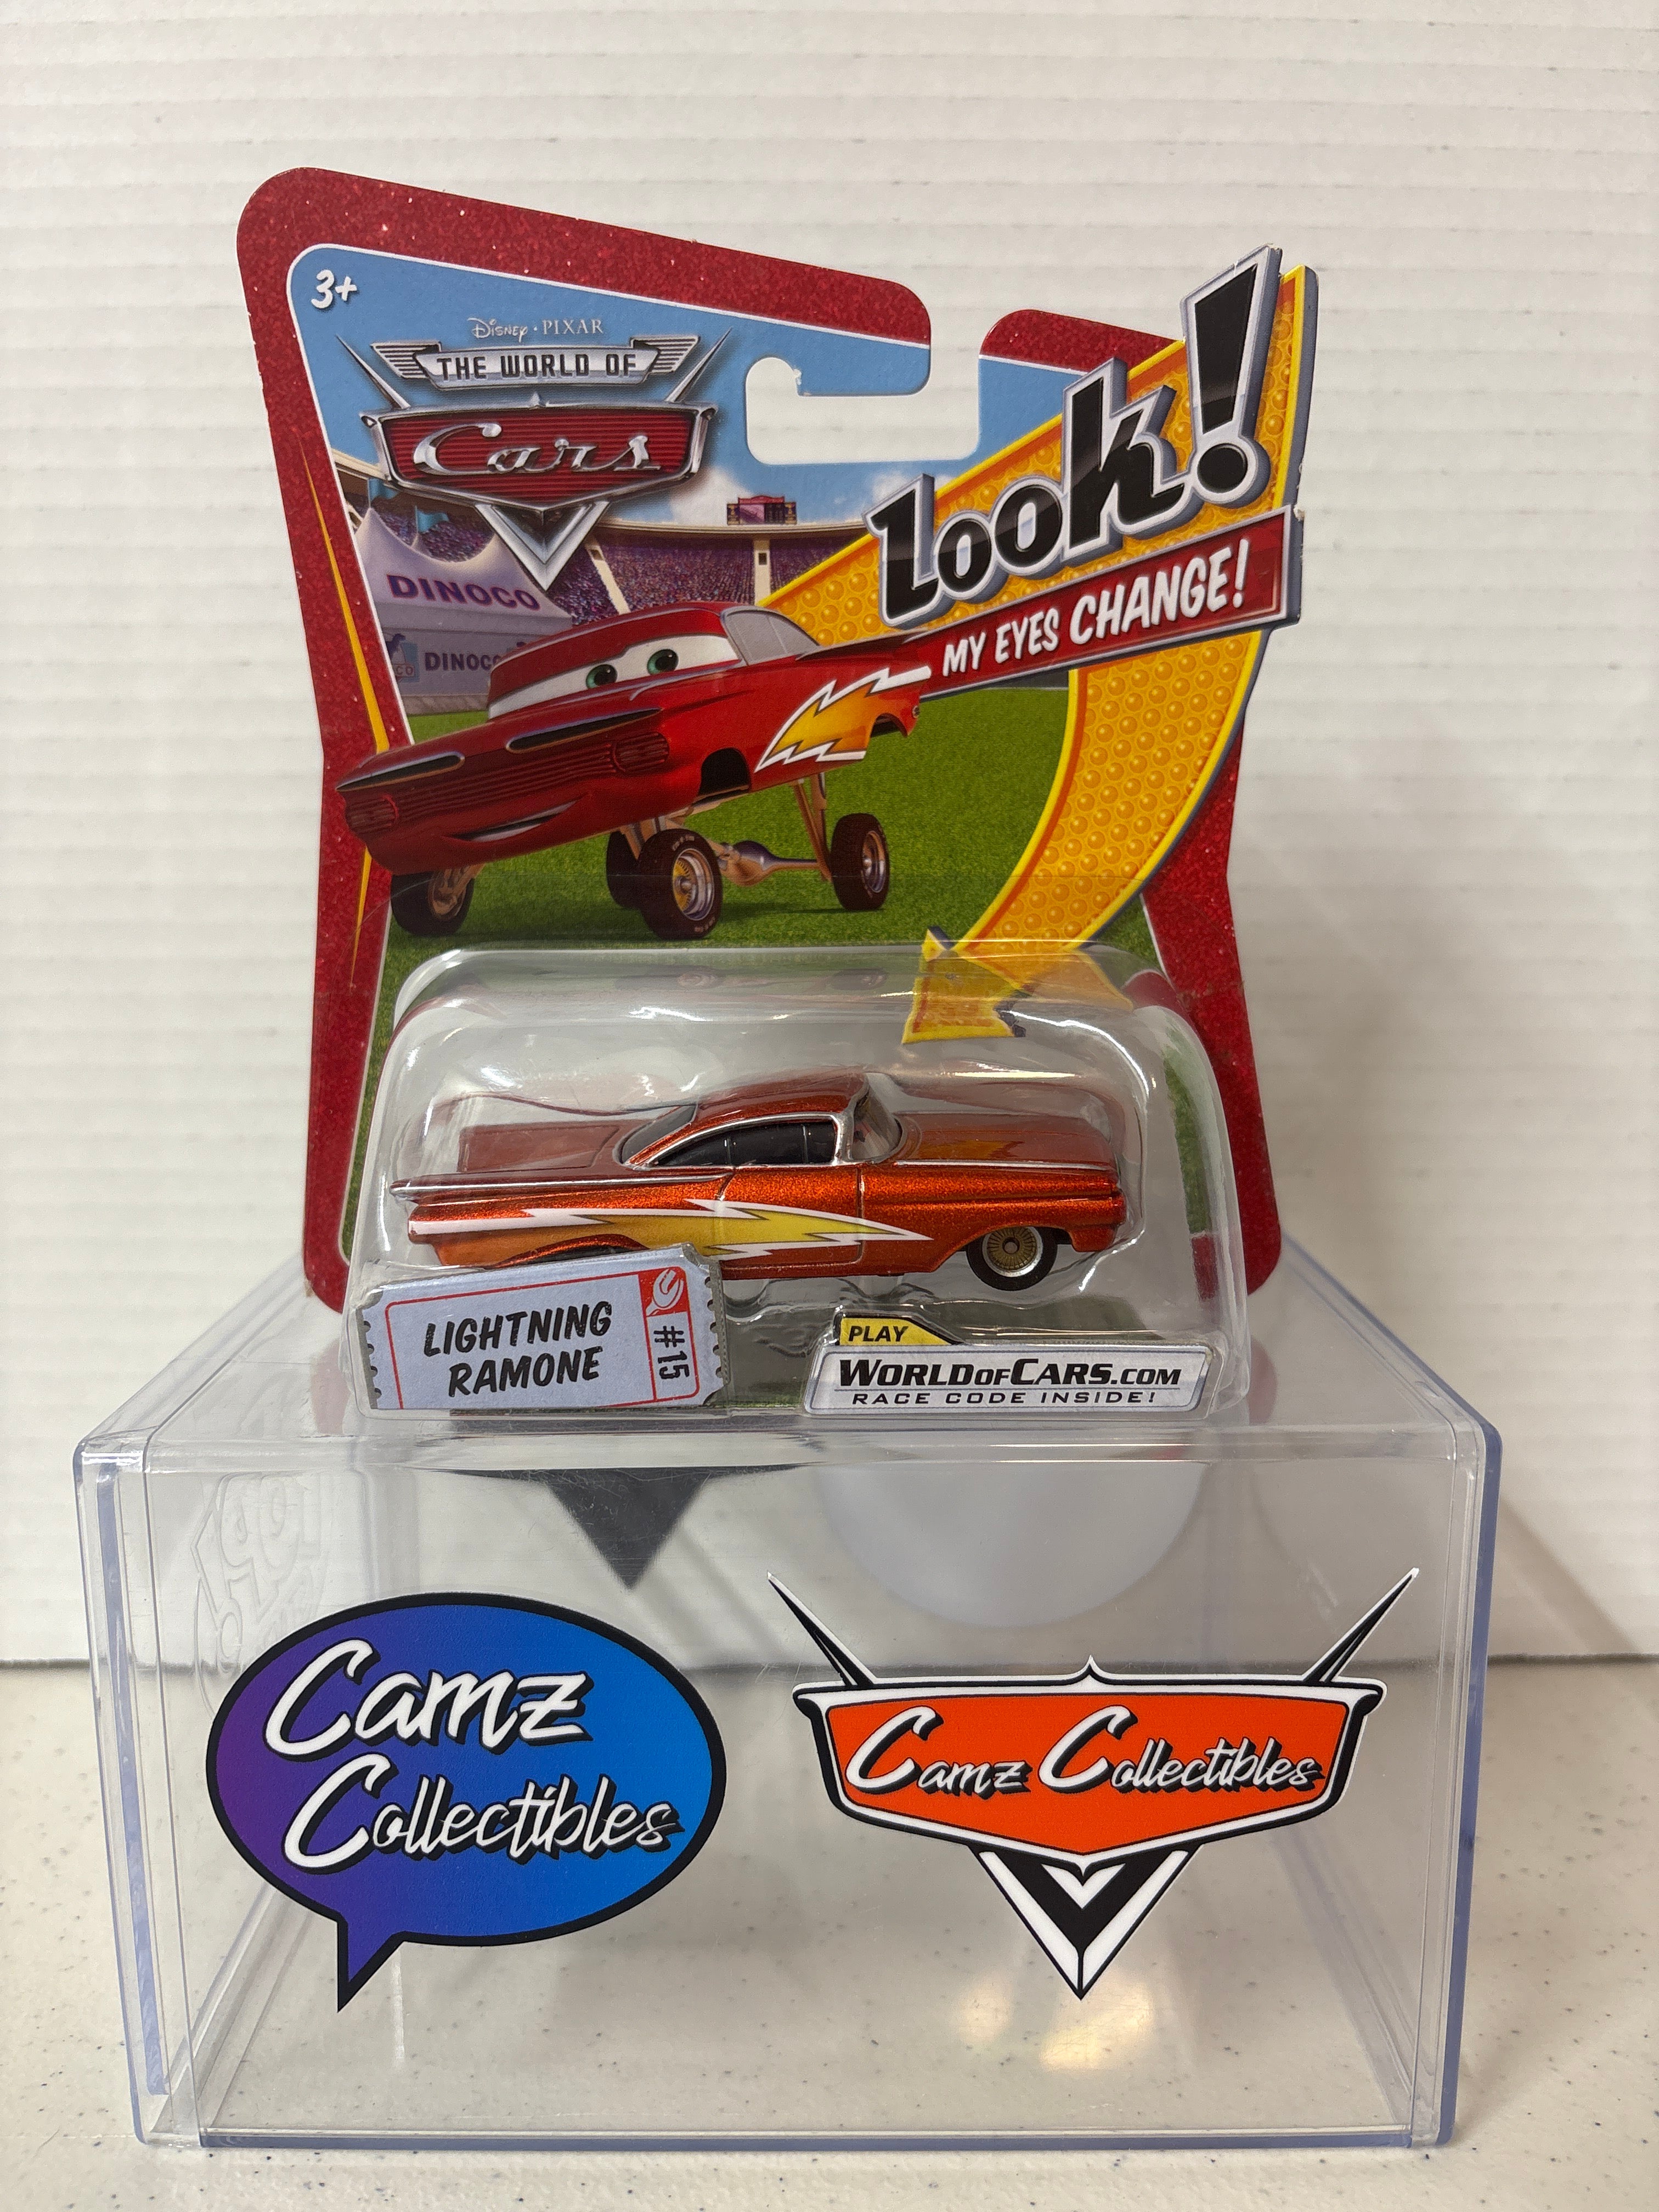 3+
Disney · PIXAR
THE WORLD OF
Cars
Look!
MY EYES CHANGE!
DINOCO
DINOCO
LIGHTNING
RAMONE
#15
PLAY
WORLDOFCARS.COM
RACE CODE INSIDE!
Camz
Collectibles
Camz Collectibles